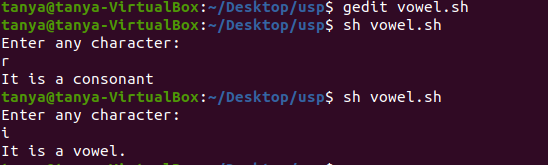 tanya@tanya-VirtualBox:~/Desktop/usp$ gedit vowel.sh
tanya@tanya-VirtualBox:~/Desktop/usp$ sh vowel.sh
Enter any character:
r
It is a consonant
tanya@tanya-VirtualBox:~/Desktop/usp$ sh vowel.sh
Enter any character:
i
It is a vowel.